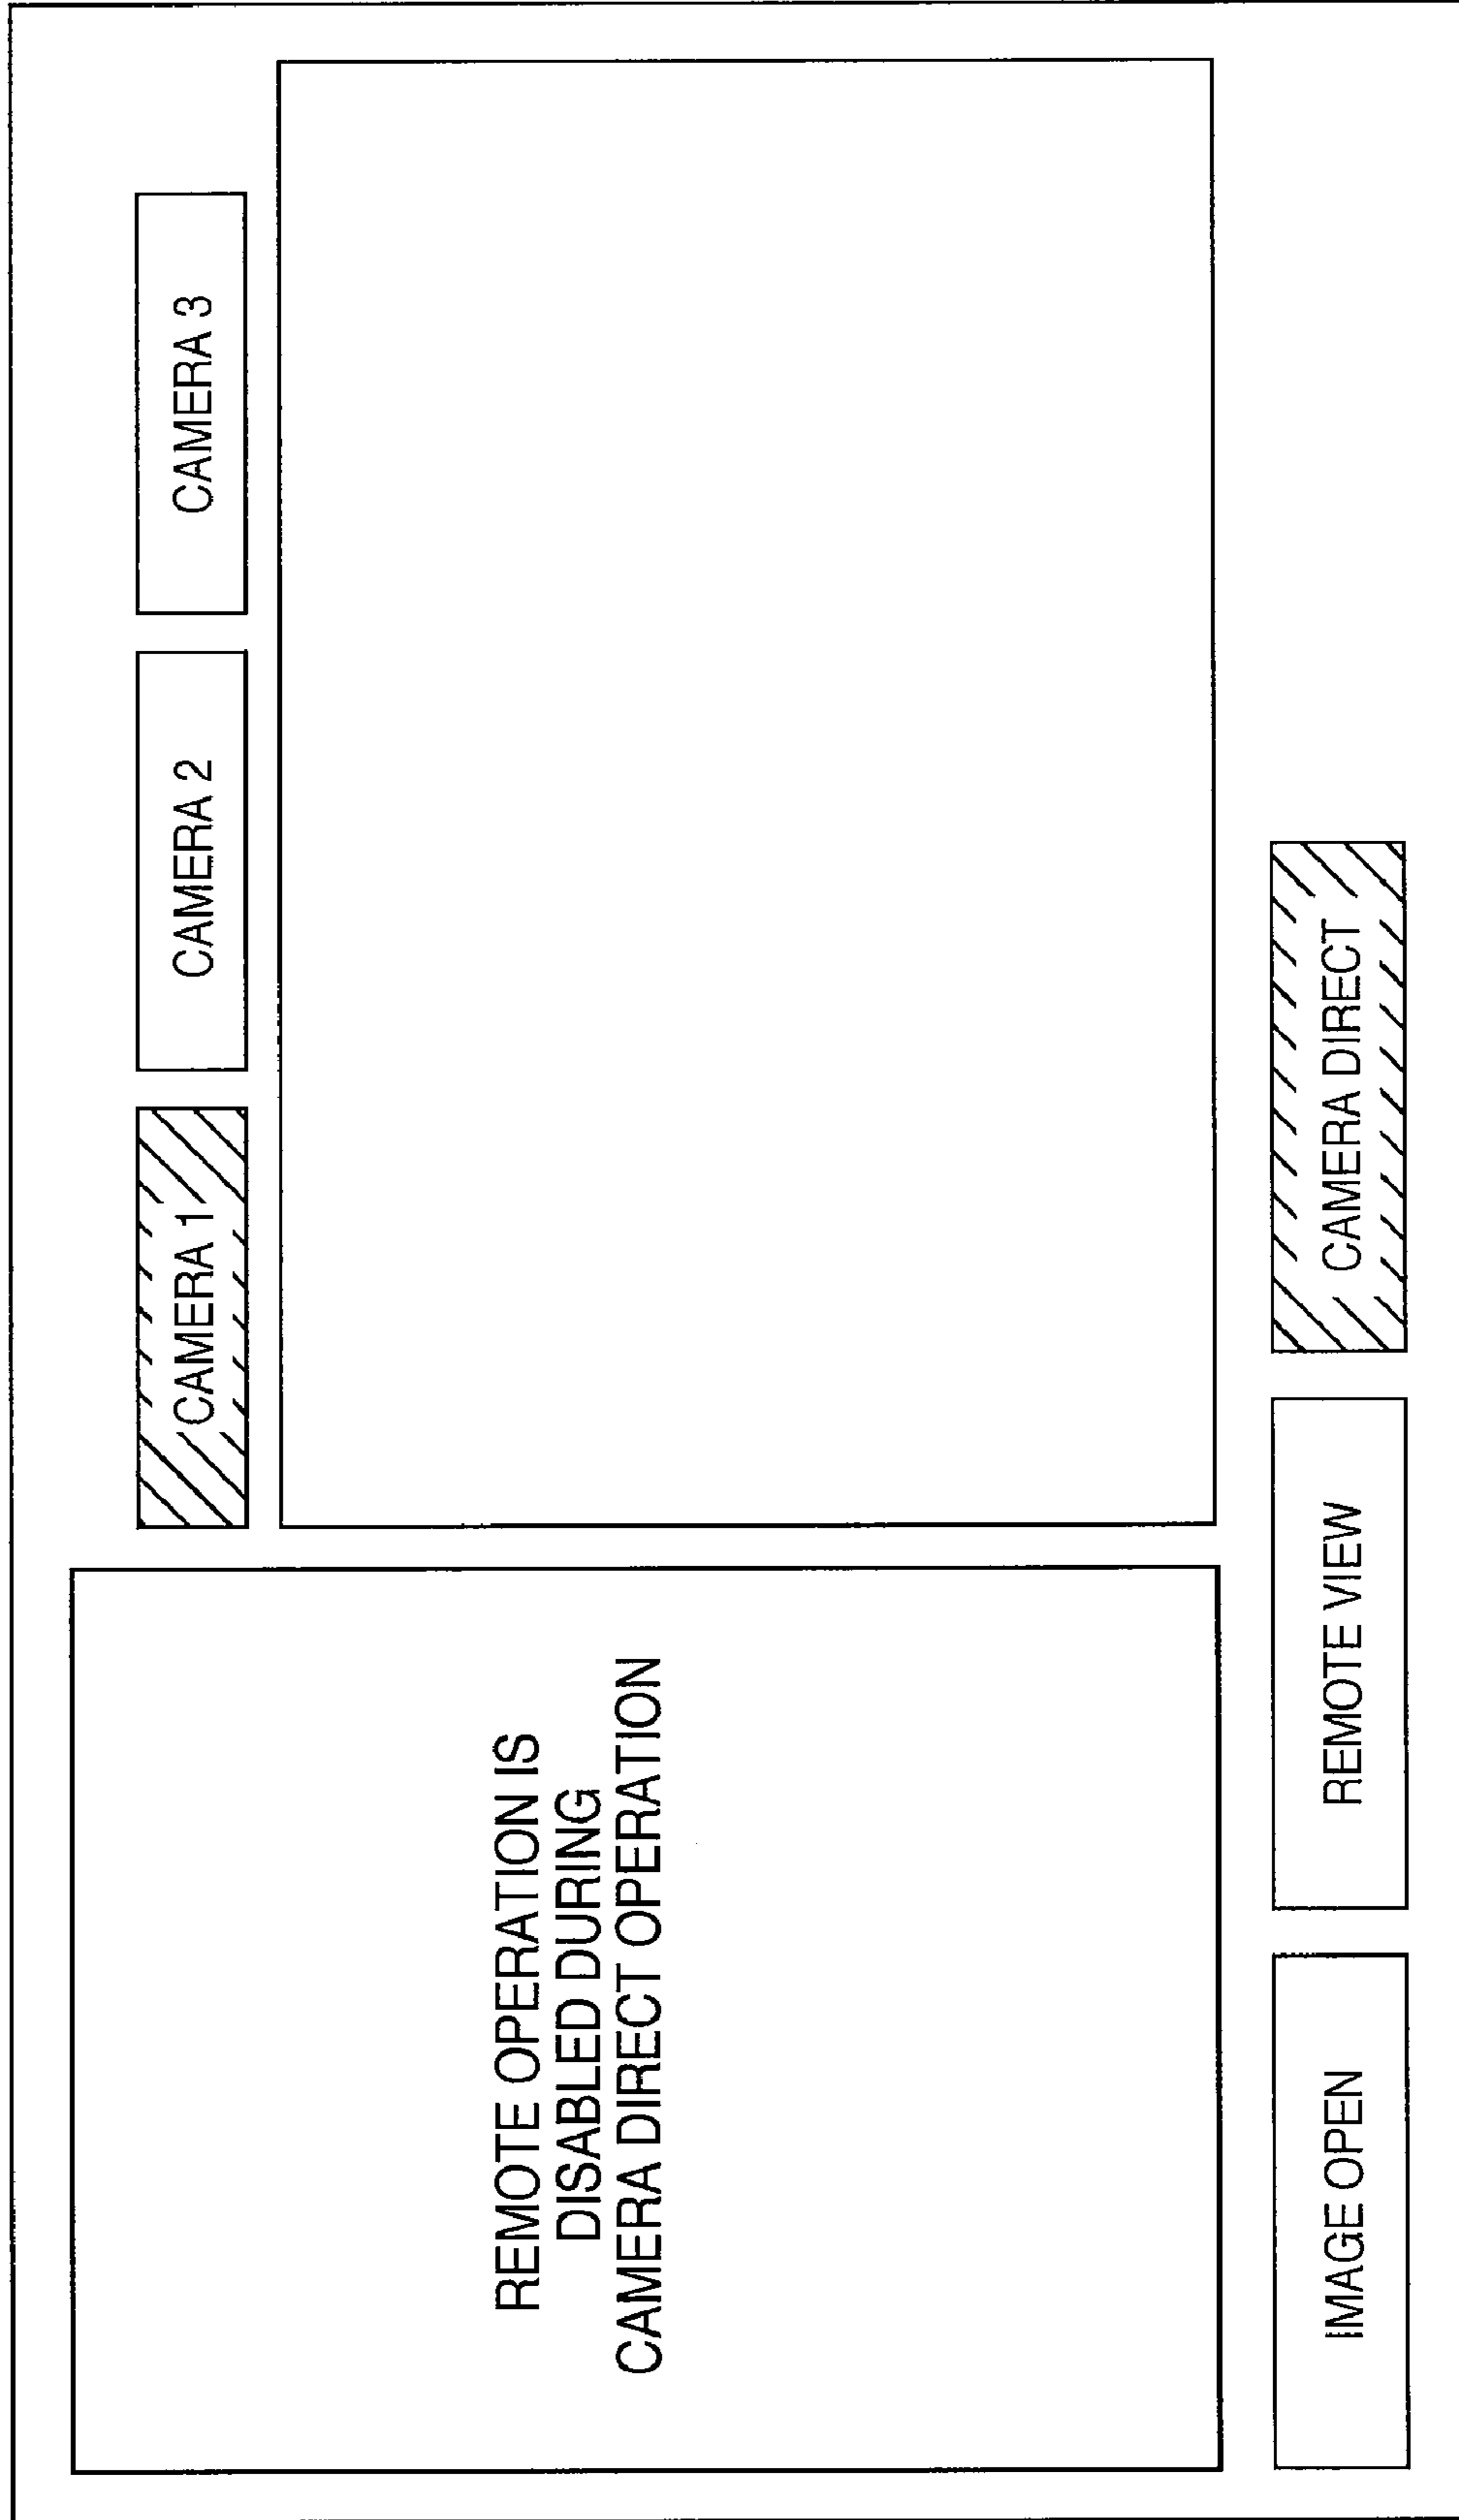 CAMERA 1
CAMERA 2
CAMERA 3
REMOTE OPERATION IS
DISABLED DURING
CAMERA DIRECT OPERATION
IMAGE OPEN
REMOTE VIEW
CAMERA DIRECT